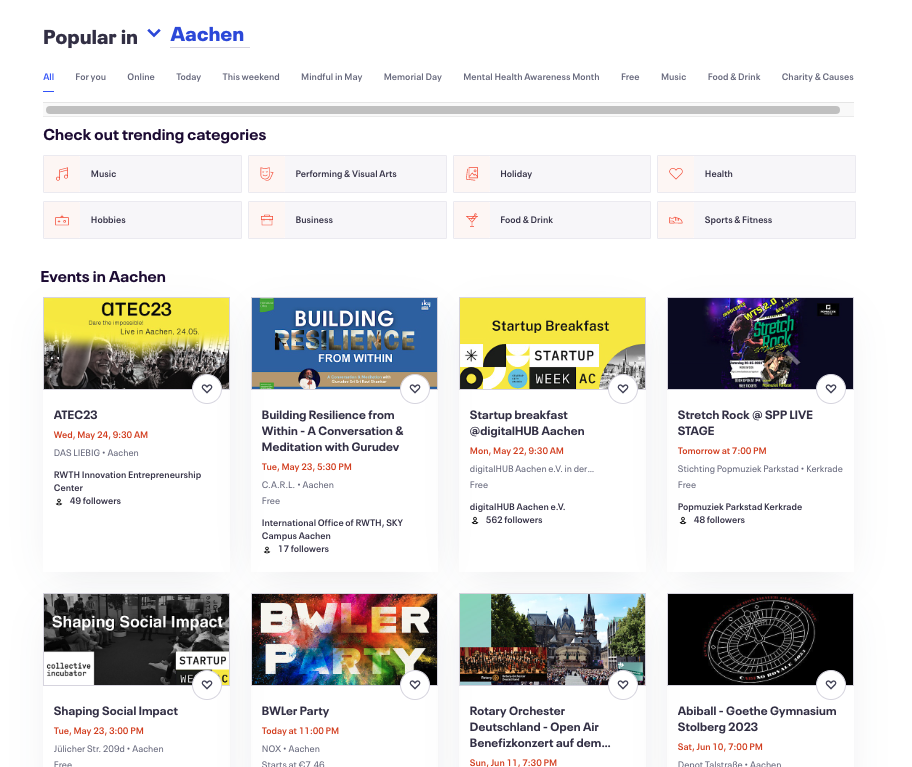 Popular in Aachen
All For you Online Today This weekend Mindful in May Memorial Day Mental Health Awareness Month Free Music Food & Drink Charity & Causes
Check out trending categories
Music Performing & Visual Arts Holiday Health
Hobbies Business Food & Drink Sports & Fitness
Events in Aachen
ATEC23
Dare the impossible!
Live in Aachen, 24.05.
ATEC23
Wed, May 24, 9:30 AM
DAS LIEBIG • Aachen
RWTH Innovation Entrepreneurship
Center
49 followers
BUILDING
RESILIENCE
FROM WITHIN
Building Resilience from
Within - A Conversation &
Meditation with Gurudev
Tue, May 23, 5:30 PM
C.A.R.L. • Aachen
Free
International Office of RWTH, SKY
Campus Aachen
17 followers
Startup Breakfast
STARTUP
WEEK AC
Startup breakfast
@digitalHUB Aachen
Mon, May 22, 9:30 AM
digitalHUB Aachen e.V. in der...
Free
digitalHUB Aachen e.V.
562 followers
Stretch
Rock
Stretch Rock @ SPP LIVE
STAGE
Tomorrow at 7:00 PM
Stichting Popmuziek Parkstad • Kerkrade
Free
Popmuziek Parkstad Kerkrade
48 followers
Shaping Social Impact
collective
incubator
STARTUP
Shaping Social Impact
Tue, May 23, 3:00 PM
Jülicher Str. 209d • Aachen
Free
BWLER
PARTY
BWLer Party
Today at 11:00 PM
NOX • Aachen
Starts at €7.46
Rotary Orchester
Deutschland - Open Air
Benefizkonzert auf dem...
Sun, Jun 11, 7:30 PM
Abiball - Goethe Gymnasium
Stolberg 2023
Sat, Jun 10, 7:00 PM
Depot Talstraße • Aachen